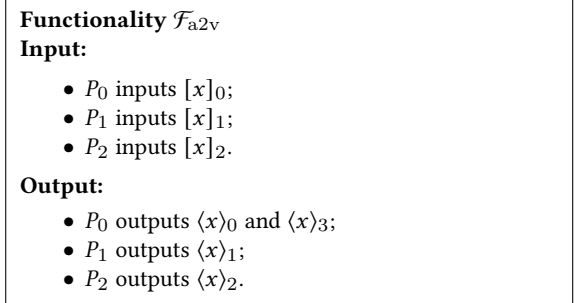 Functionality 𝓕a2v
Input:
• P0 inputs [x]0;
• P1 inputs [x]1;
• P2 inputs [x]2.
Output:
• P0 outputs ⟨x⟩0 and ⟨x⟩3;
• P1 outputs ⟨x⟩1;
• P2 outputs ⟨x⟩2.